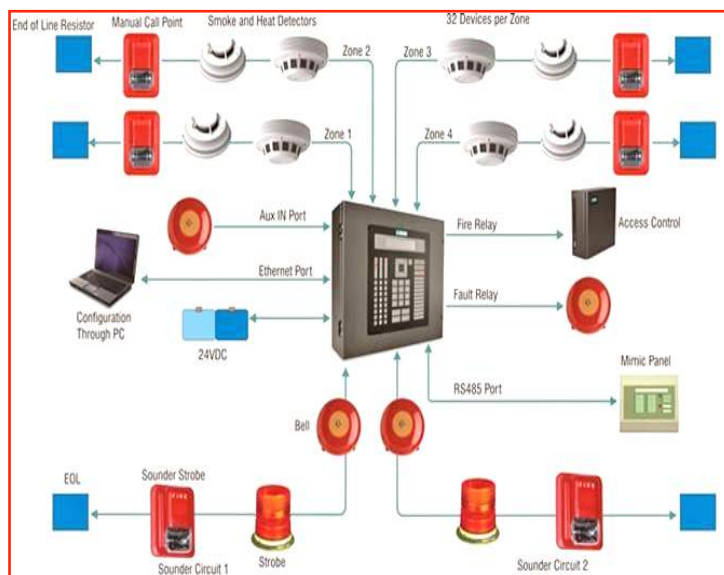 Manual Call Point
Smoke and Heat Detectors
32 Devices per Zone
End of Line Resistor
Zone 2
Zone 3
Zone 1
Zone 4
Aux IN Port
Fire Relay
Access Control
Ethernet Port
Fault Relay
Configuration
Through PC
24VDC
RS485 Port
Mimic Panel
Bell
EOL
Sounder Strobe
FIRE
Sounder Circuit 1
Strobe
Sounder Circuit 2